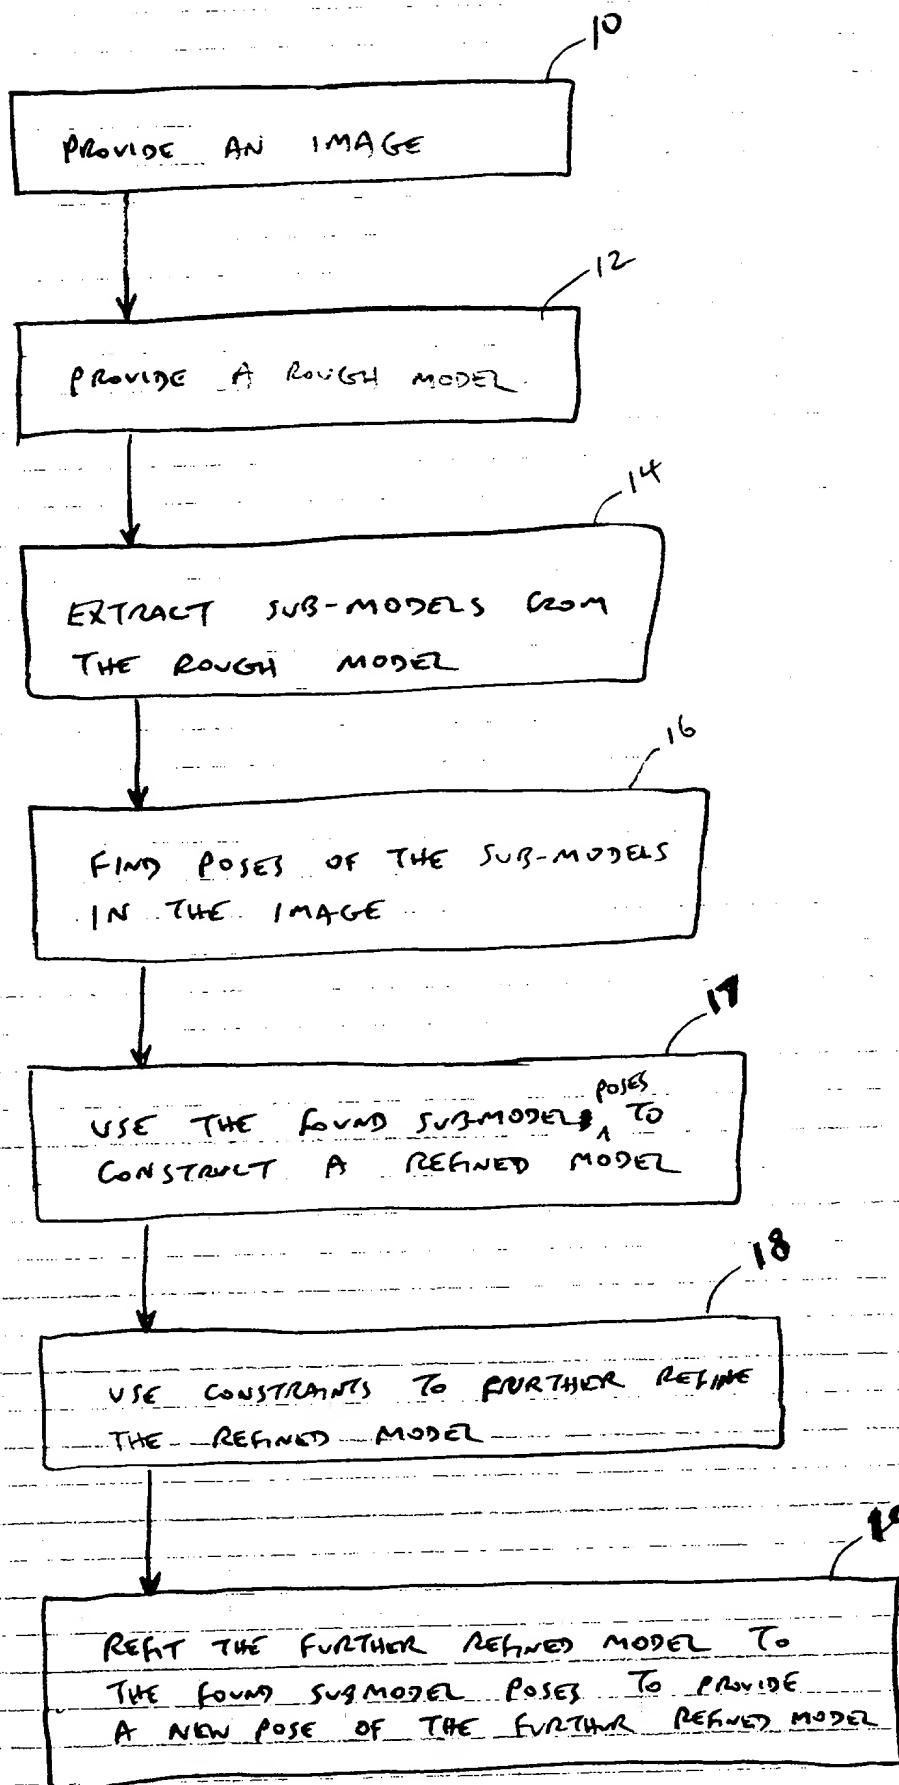 10
PROVIDE AN IMAGE
12
PROVIDE A ROUGH MODEL
14
EXTRACT SUB-MODELS FROM
THE ROUGH MODEL
16
FIND POSES OF THE SUB-MODELS
IN THE IMAGE
17
POSES
USE THE FOUND SUBMODEL ^ TO
CONSTRUCT A REFINED MODEL
18
USE CONSTRAINTS TO FURTHER REFINE
THE REFINED MODEL
REFIT THE FURTHER REFINED MODEL TO
THE FOUND SUBMODEL POSES TO PROVIDE
A NEW POSE OF THE FURTHUR REFINED MODEL